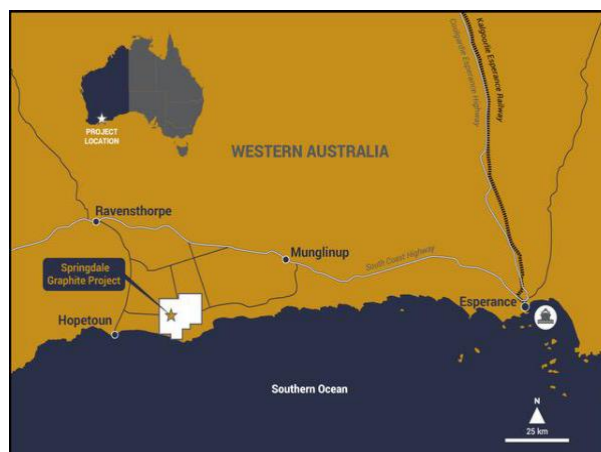 PROJECT
LOCATION
WESTERN AUSTRALIA
Coolgardie Esperance Highway
Kalgoorlie Esperance Railway
Ravensthorpe
Munglinup
South Coast Highway
Springdale
Graphite Project
Esperance
Hopetoun
Southern Ocean
N
25 km